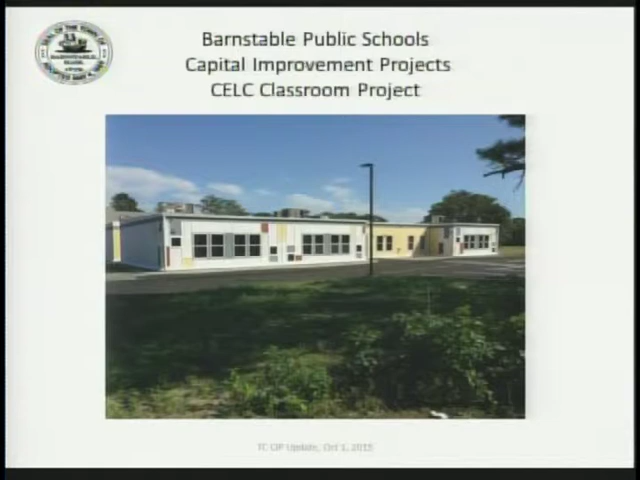 Barnstable Public Schools
Capital Improvement Projects
CELC Classroom Project
TC CIP Update, Oct 1, 2015